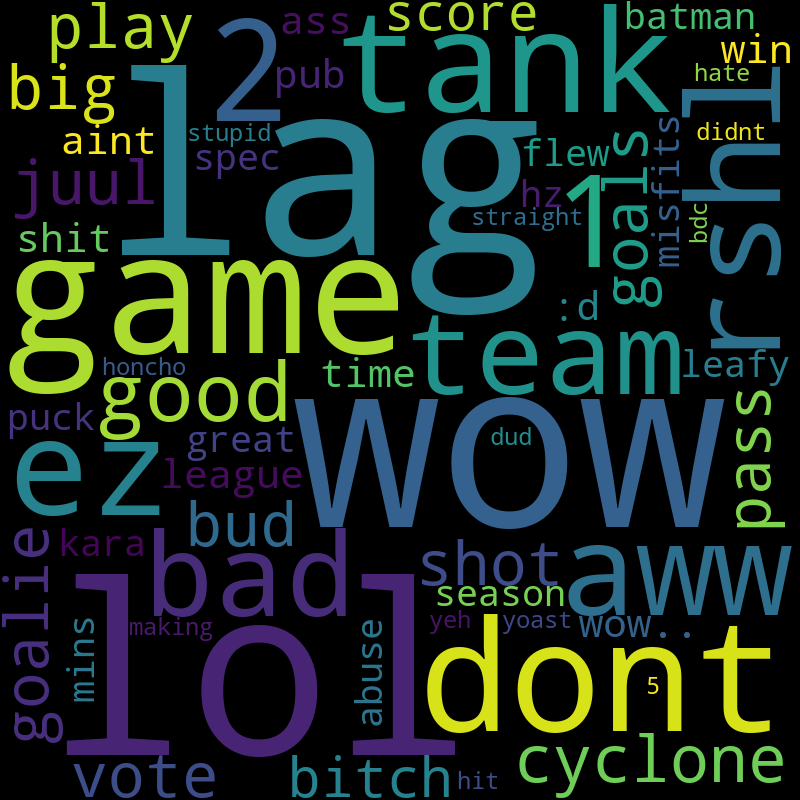 play
2
ass
score
batman
tank
win
big
lag
pub
hate
rshl
aint
stupid
didnt
spec
flew
goals
misfits
juul
hz
1
bdc
straight
shit
game
:d
team
honcho
time
leafy
good
puck
wow
pass
great
dud
ez
league
bud
kara
bad
shot
aww
goalie
lol
season
making
mins
abuse
yeh
yoast
wow..
dont
5
vote
bitch
hit
cyclone